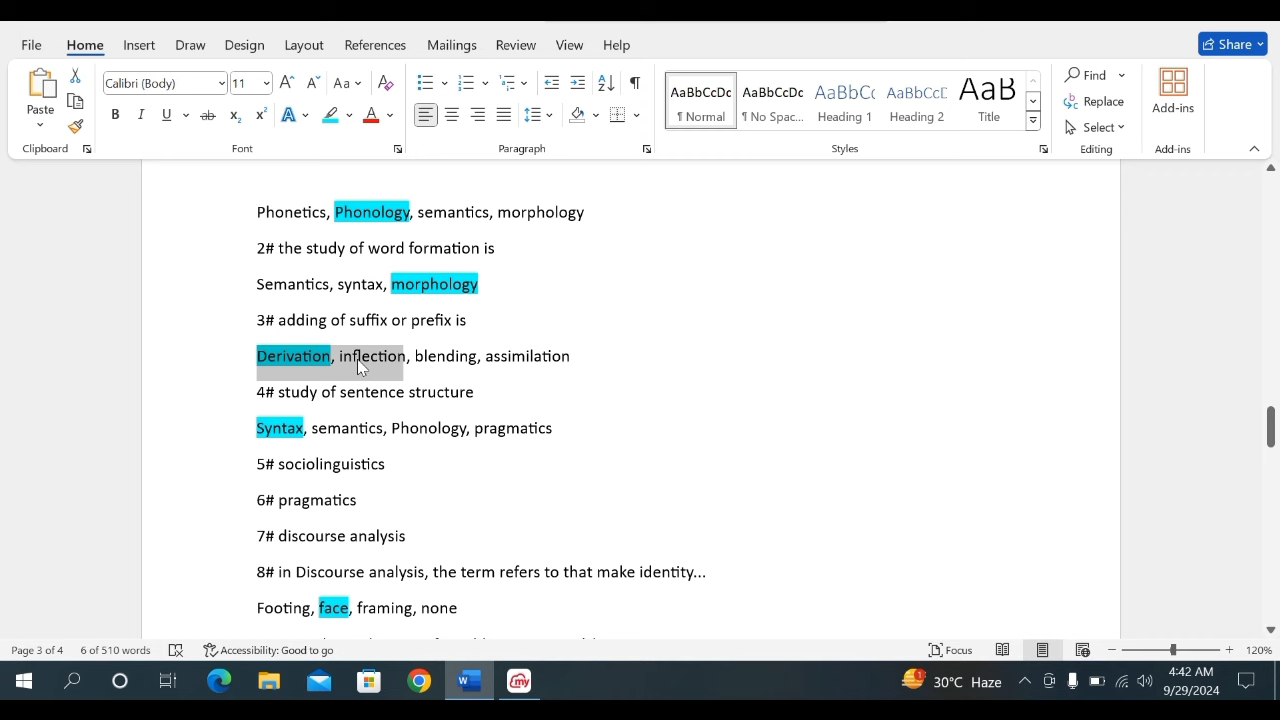 File Home Insert Draw Design Layout References Mailings Review View Help Share
Paste Calibri (Body) 11 Aa AaBbCcDc AaBbCcDc AaBbCc AaBbCcD AaB Find
¶ Normal ¶ No Spac... Heading 1 Heading 2 Title Replace
Select Add-ins
Clipboard Font Paragraph Styles Editing Add-ins
Phonetics, Phonology, semantics, morphology
2# the study of word formation is
Semantics, syntax, morphology
3# adding of suffix or prefix is
Derivation, inflection, blending, assimilation
4# study of sentence structure
Syntax, semantics, Phonology, pragmatics
5# sociolinguistics
6# pragmatics
7# discourse analysis
8# in Discourse analysis, the term refers to that make identity...
Footing, face, framing, none
Page 3 of 4 6 of 510 words Accessibility: Good to go Focus 120%
30°C Haze 4:42 AM
9/29/2024